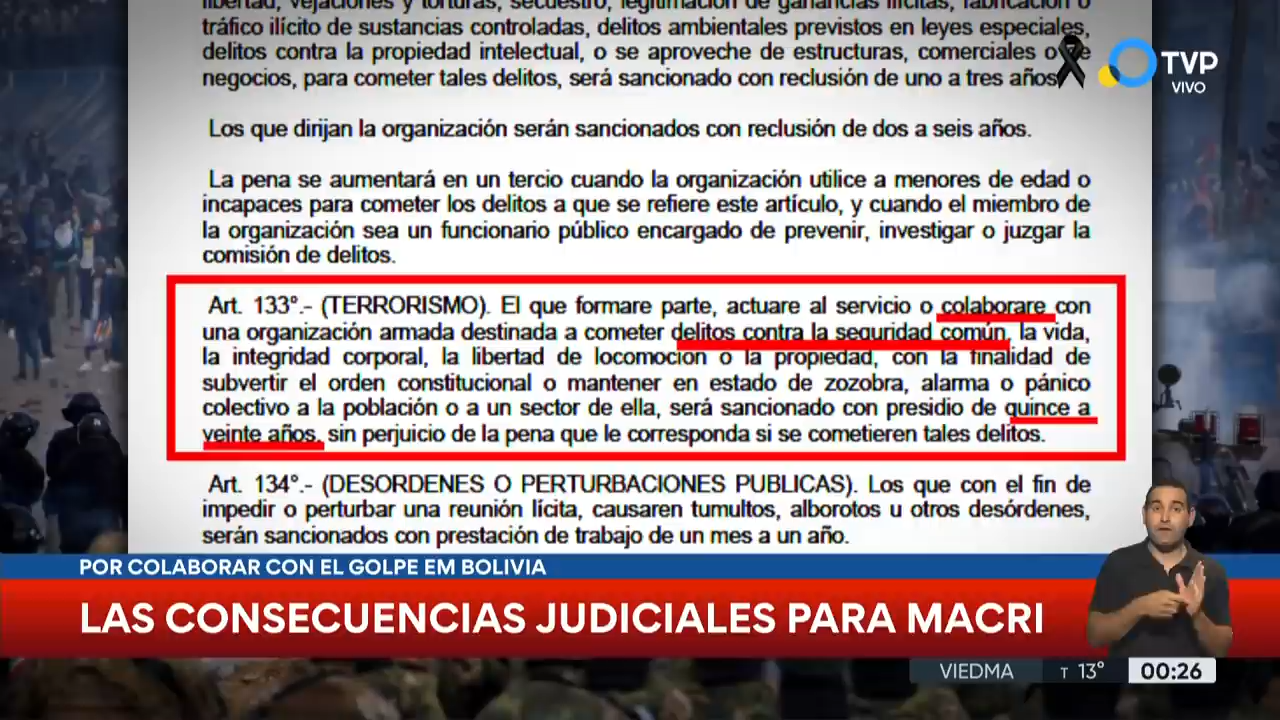 libertad, vejaciones y torturas, secuestro, legitimación de ganancias ilícitas, fabricación o
tráfico ilícito de sustancias controladas, delitos ambientales previstos en leyes especiales,
delitos contra la propiedad intelectual, o se aproveche de estructuras, comerciales o de
negocios, para cometer tales delitos, será sancionado con reclusión de uno a tres años.
Los que dirijan la organización serán sancionados con reclusión de dos a seis años.
La pena se aumentará en un tercio cuando la organización utilice a menores de edad o
incapaces para cometer los delitos a que se refiere este artículo, y cuando el miembro de
la organización sea un funcionario público encargado de prevenir, investigar o juzgar la
comisión de delitos.
Art. 133°.- (TERRORISMO). El que formare parte, actuare al servicio o colaborare con
una organización armada destinada a cometer delitos contra la seguridad común, la vida,
la integridad corporal, la libertad de locomoción o la propiedad, con la finalidad de
subvertir el orden constitucional o mantener en estado de zozobra, alarma o pánico
colectivo a la población o a un sector de ella, será sancionado con presidio de quince a
veinte años, sin perjuicio de la pena que le corresponda si se cometieren tales delitos.
Art. 134°.- (DESORDENES O PERTURBACIONES PUBLICAS). Los que con el fin de
impedir o perturbar una reunión lícita, causaren tumultos, alborotos u otros desórdenes,
serán sancionados con prestación de trabajo de un mes a un año.
TVP
VIVO
POR COLABORAR CON EL GOLPE EM BOLIVIA
LAS CONSECUENCIAS JUDICIALES PARA MACRI
VIEDMA T 13° 00:26